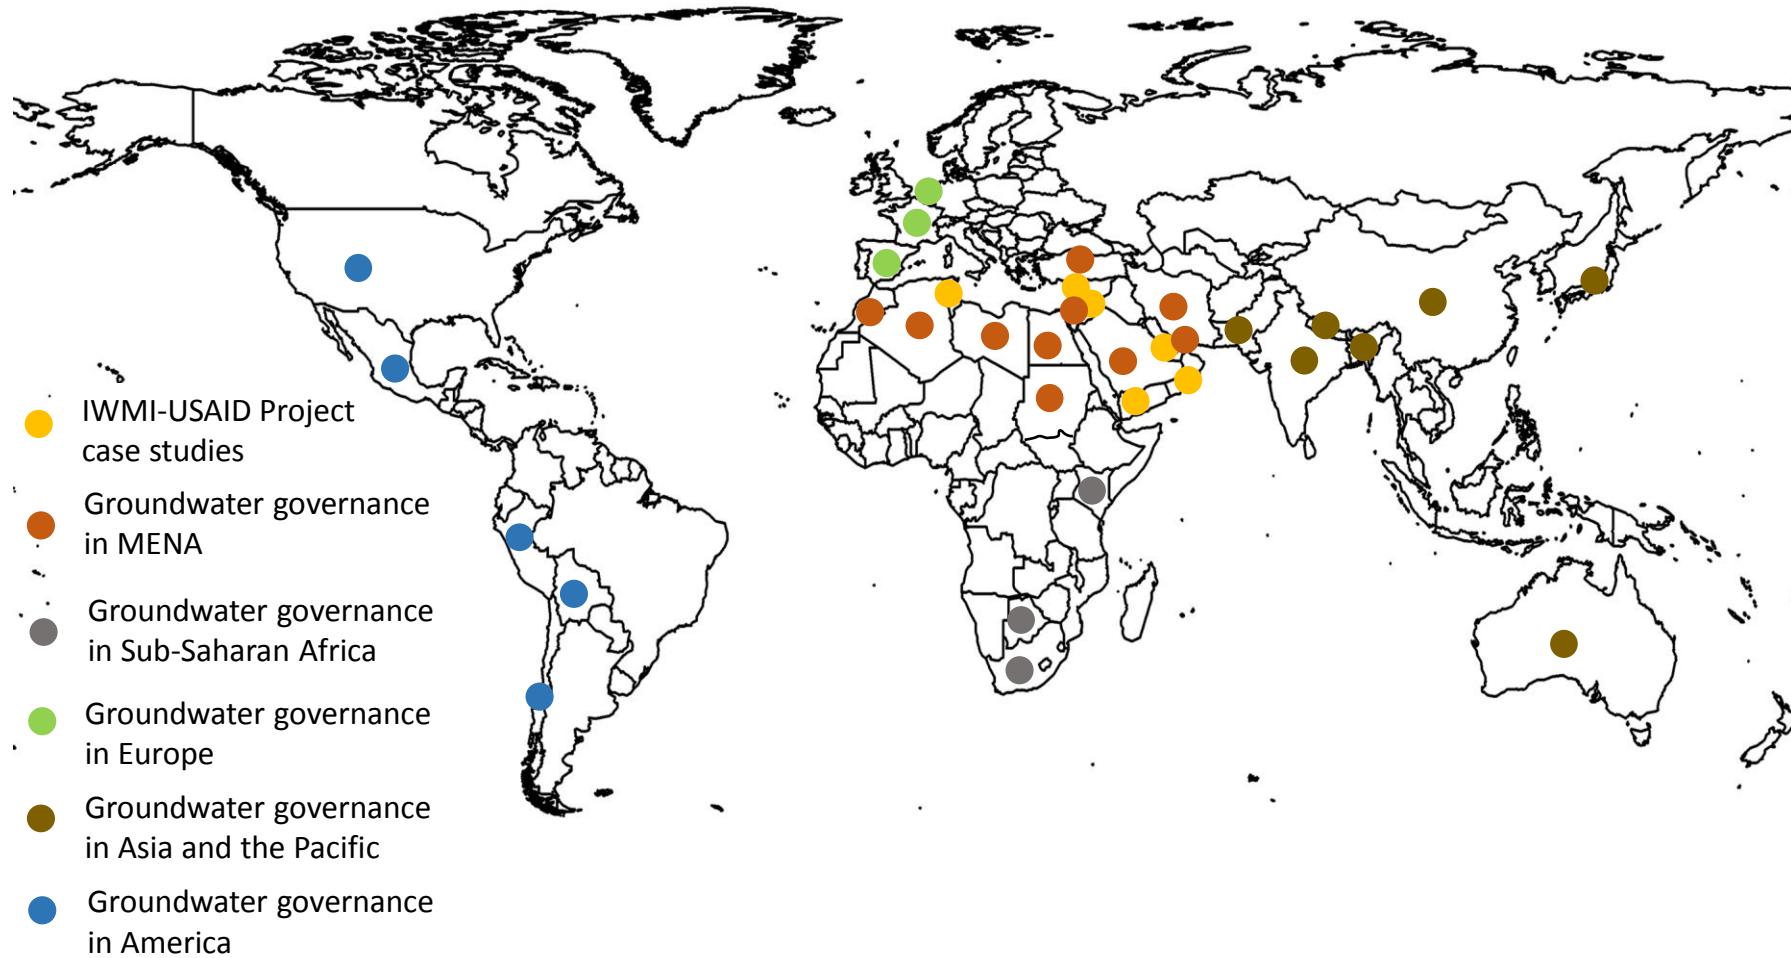 IWMI-USAID Project
case studies
Groundwater governance
in MENA
Groundwater governance
in Sub-Saharan Africa
Groundwater governance
in Europe
Groundwater governance
in Asia and the Pacific
Groundwater governance
in America